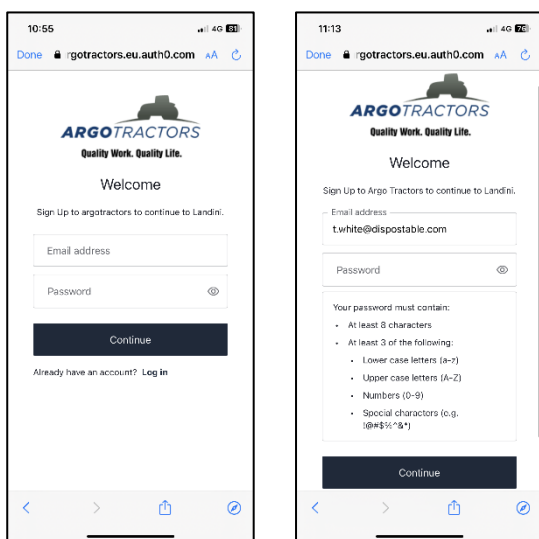 10:55
4G 81
Done rgotractors.eu.auth0.com AA
ARGOTRACTORS
Quality Work. Quality Life.
Welcome
Sign Up to argotractors to continue to Landini.
Email address
Password
Continue
Already have an account? Log in
11:13
4G 76
Done rgotractors.eu.auth0.com AA
ARGOTRACTORS
Quality Work. Quality Life.
Welcome
Sign Up to Argo Tractors to continue to Landini.
Email address
t.white@dispostable.com
Password
Your password must contain:
• At least 8 characters
• At least 3 of the following:
• Lower case letters (a-z)
• Upper case letters (A-Z)
• Numbers (0-9)
• Special characters (e.g.
!@#$%^&*)
Continue